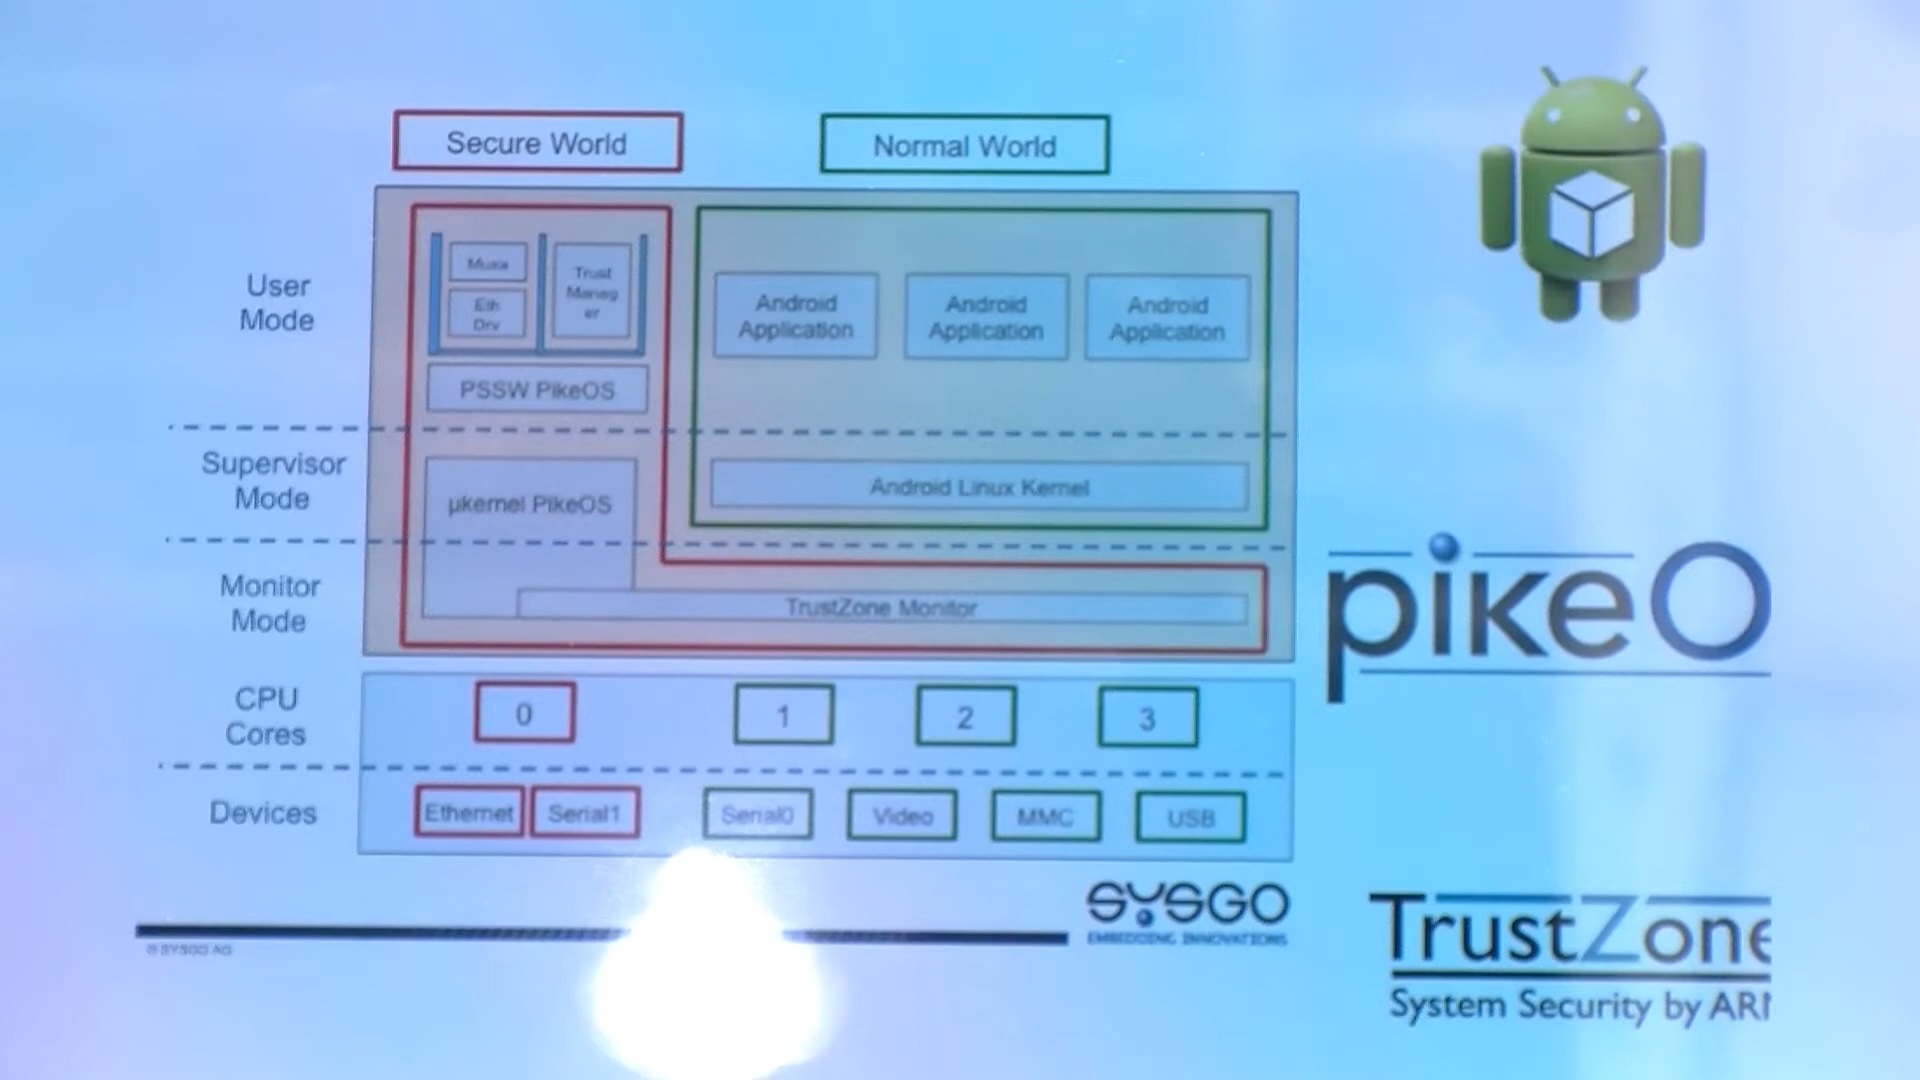 Secure World
Normal World
User
Mode
Muxa
Eth
Drv
Trust
Manag
er
Android
Application
Android
Application
Android
Application
PSSW PikeOS
Supervisor
Mode
µkernel PikeOS
Android Linux Kernel
Monitor
Mode
TrustZone Monitor
CPU
Cores
0
1
2
3
Devices
Ethernet
Serial1
Serial0
Video
MMC
USB
pikeO
SYSGO
EMBEDDING INNOVATIONS
© SYSGO AG
TrustZone
System Security by AR